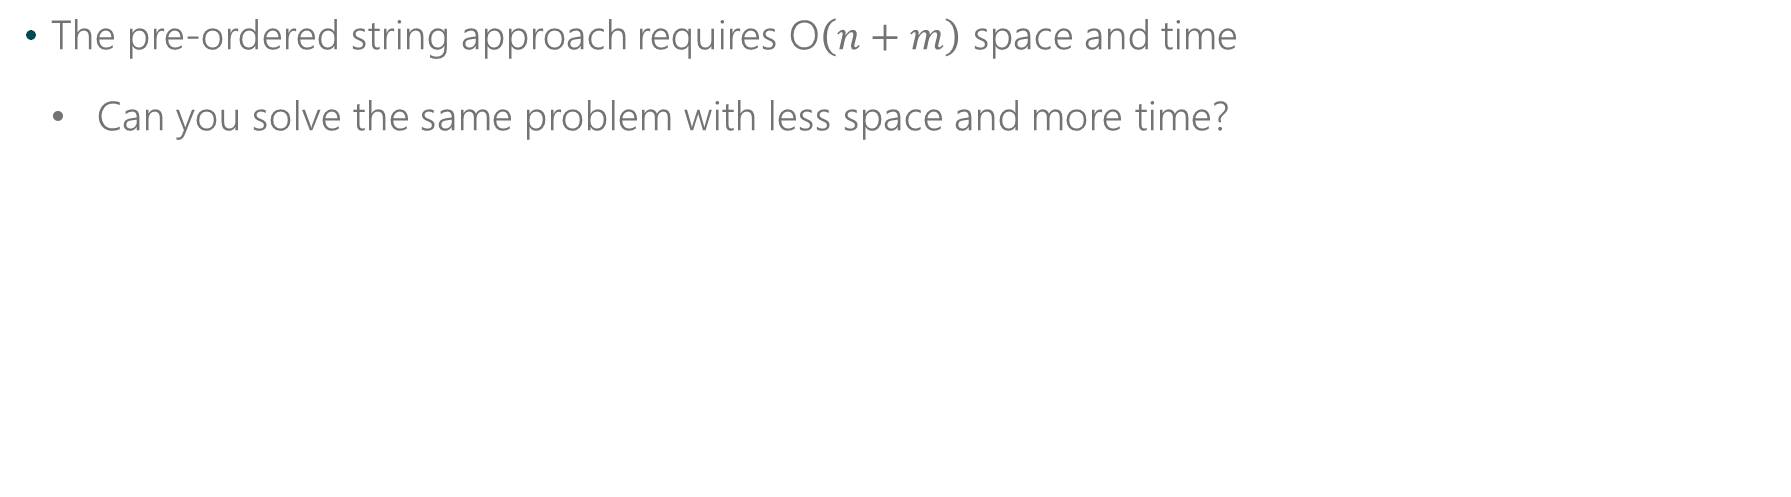 • The pre-ordered string approach requires O(𝑛 + 𝑚) space and time
• Can you solve the same problem with less space and more time?